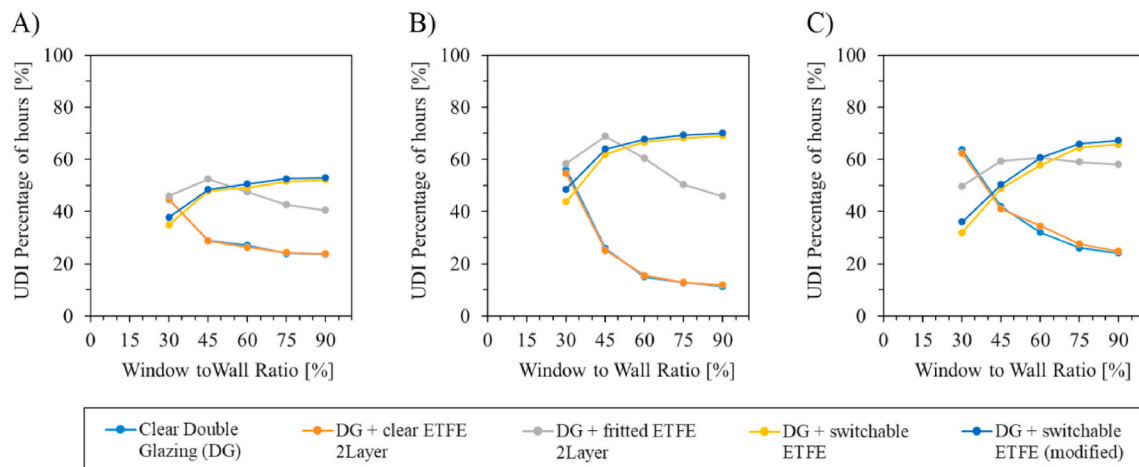 A)
B)
C)
UDI Percentage of hours [%]
100
80
60
40
20
0
0 15 30 45 60 75 90
Window toWall Ratio [%]
UDI Percentage of hours [%]
100
80
60
40
20
0
0 15 30 45 60 75 90
Window to Wall Ratio [%]
UDI Percentage of hours [%]
100
80
60
40
20
0
0 15 30 45 60 75 90
Window to Wall Ratio [%]
Clear Double
Glazing (DG)
DG + clear ETFE
2Layer
DG + fritted ETFE
2Layer
DG + switchable
ETFE
DG + switchable
ETFE (modified)